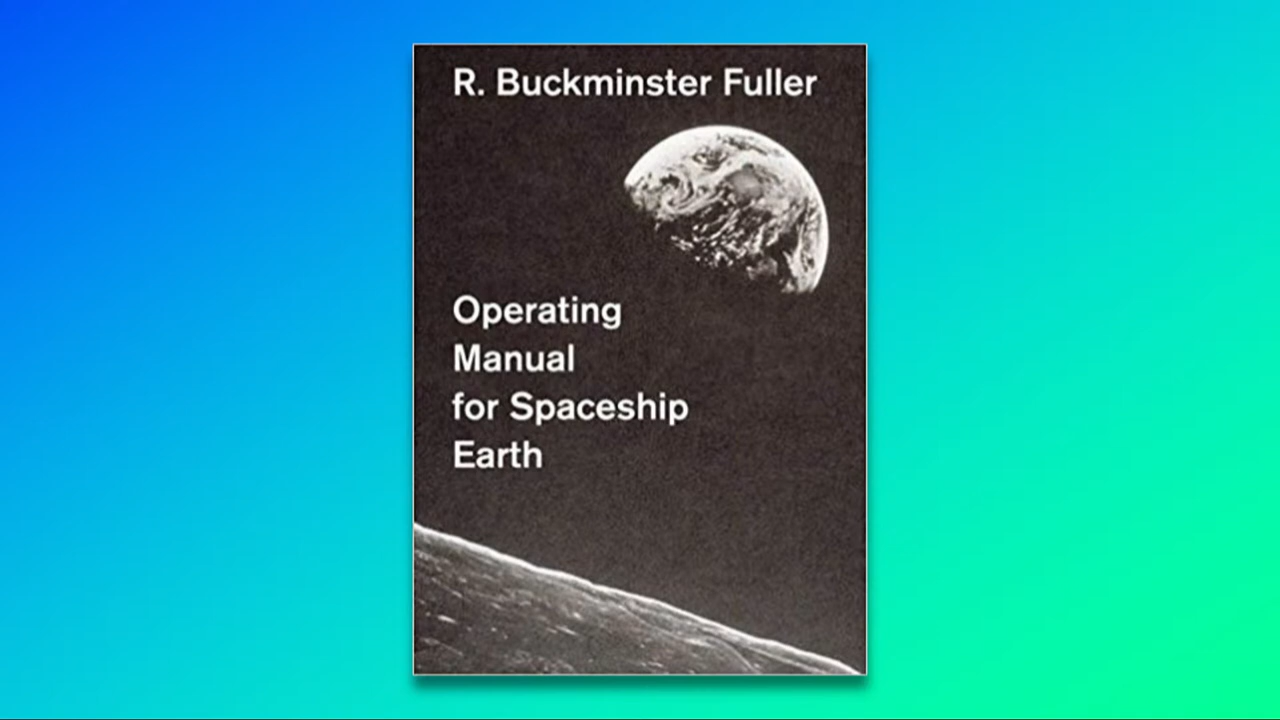 R. Buckminster Fuller
Operating
Manual
for Spaceship
Earth